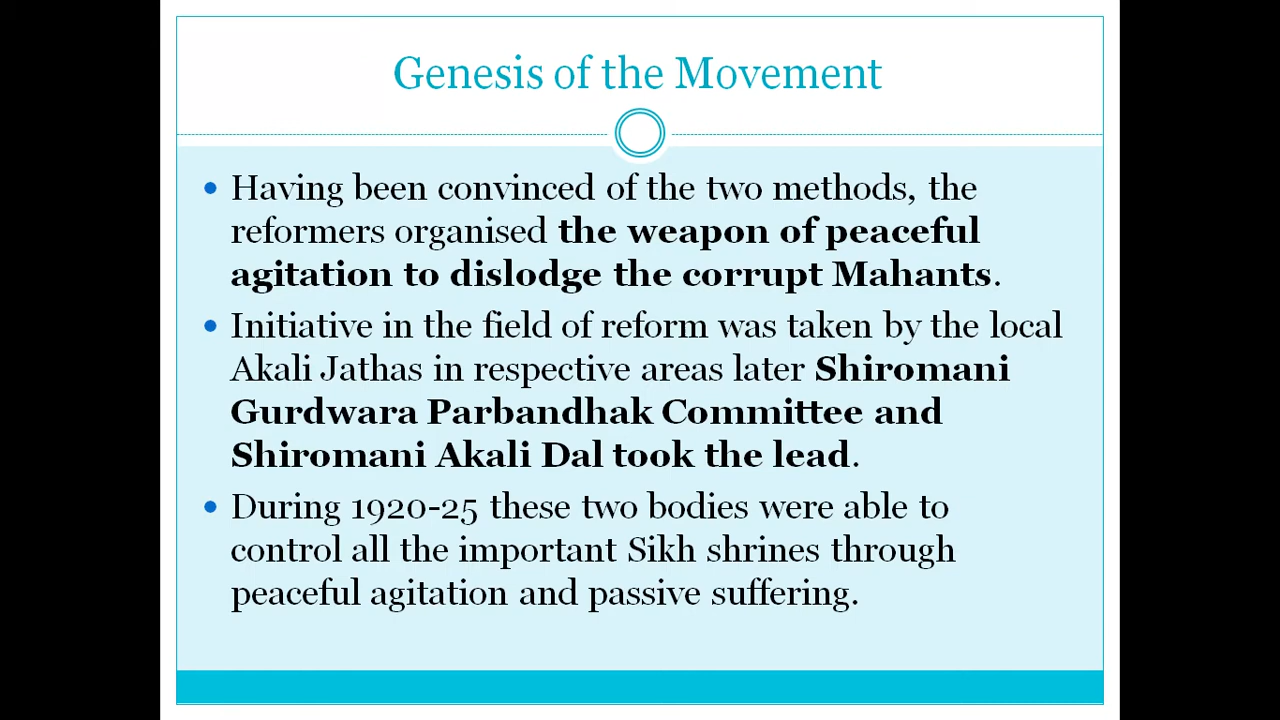 Genesis of the Movement
• Having been convinced of the two methods, the
reformers organised the weapon of peaceful
agitation to dislodge the corrupt Mahants.
• Initiative in the field of reform was taken by the local
Akali Jathas in respective areas later Shiromani
Gurdwara Parbandhak Committee and
Shiromani Akali Dal took the lead.
• During 1920-25 these two bodies were able to
control all the important Sikh shrines through
peaceful agitation and passive suffering.